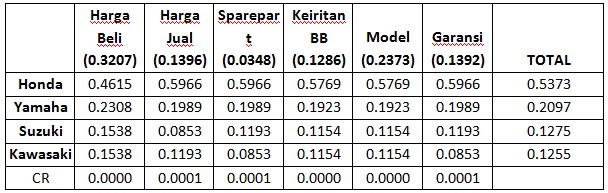 Harga Beli (0.3207) Harga Jual (0.1396) Sparepar t (0.0348) Keiritan BB (0.1286) Model (0.2373) Garansi (0.1392) TOTAL
Honda 0.4615 0.5966 0.5966 0.5769 0.5769 0.5966 0.5373
Yamaha 0.2308 0.1989 0.1989 0.1923 0.1923 0.1989 0.2097
Suzuki 0.1538 0.0853 0.1193 0.1154 0.1154 0.1193 0.1275
Kawasaki 0.1538 0.1193 0.0853 0.1154 0.1154 0.0853 0.1255
CR 0.0000 0.0001 0.0001 0.0000 0.0000 0.0001